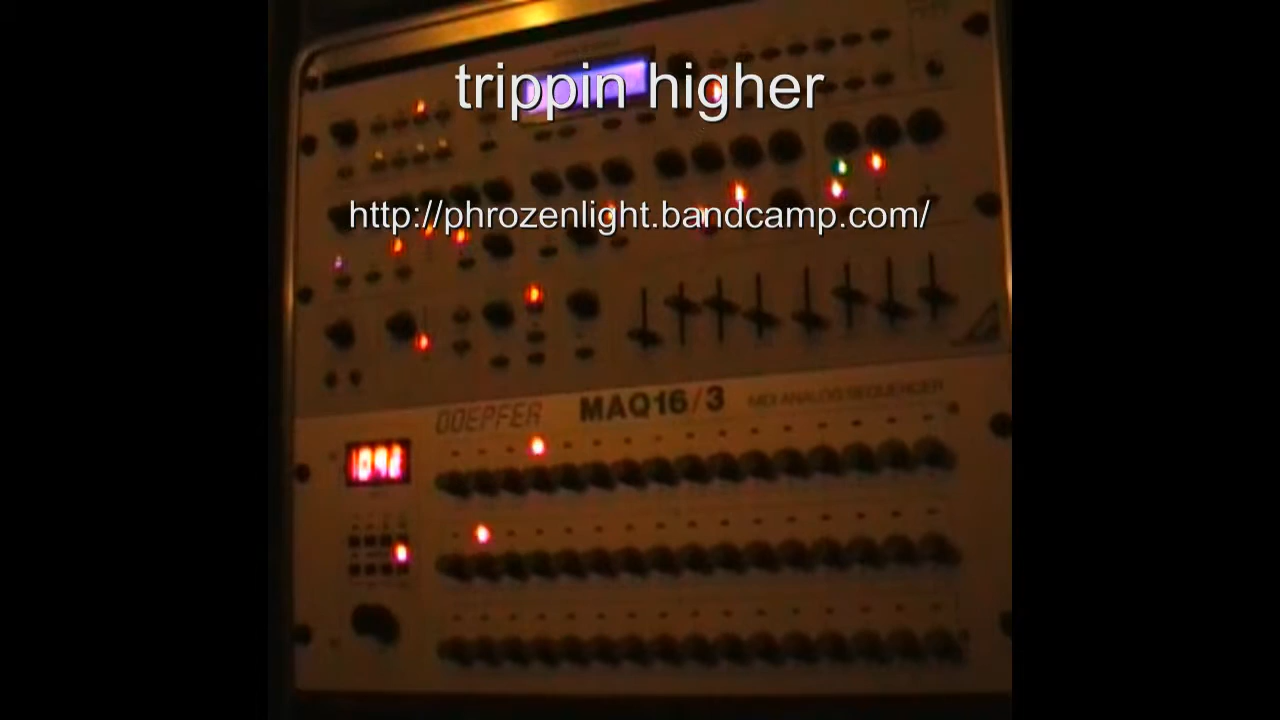 trippin higher
http://phrozenlight.bandcamp.com/
DOEPFER MAQ16/3 MIDI ANALOG SEQUENCER